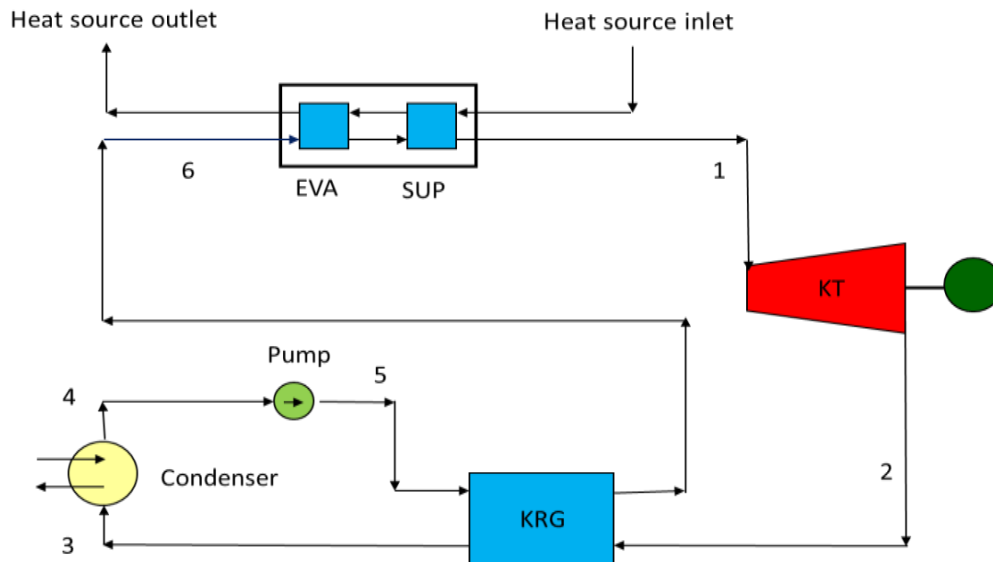 Heat source outlet
Heat source inlet
6
EVA
SUP
1
KT
Pump
5
4
Condenser
2
KRG
3